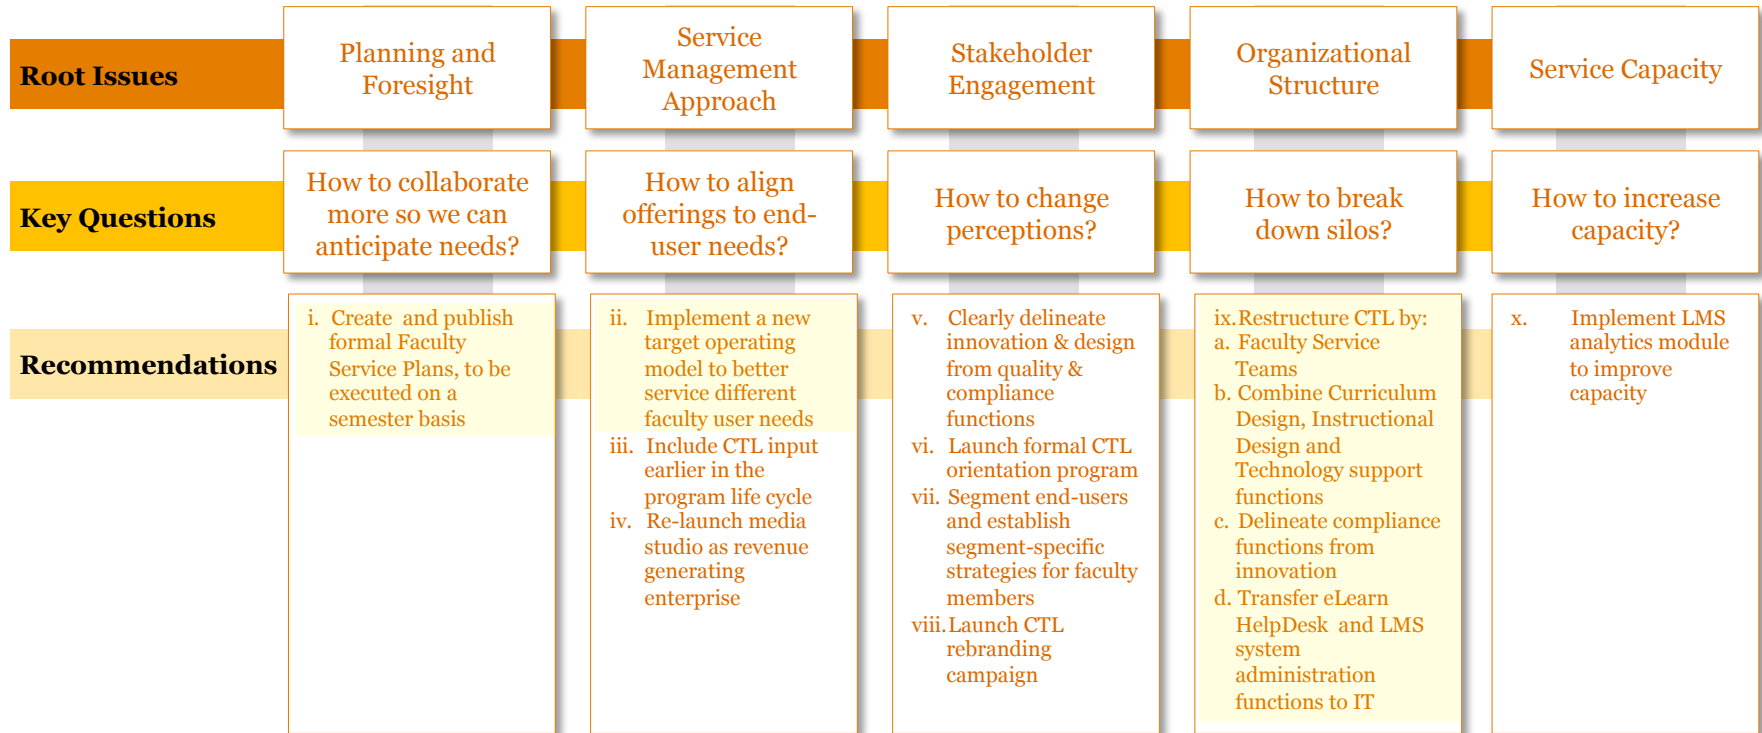 Root Issues
Planning and
Foresight
Service
Management
Approach
Stakeholder
Engagement
Organizational
Structure
Service Capacity
Key Questions
How to collaborate
more so we can
anticipate needs?
How to align
offerings to end-
user needs?
How to change
perceptions?
How to break
down silos?
How to increase
capacity?
Recommendations
i. Create and publish
formal Faculty
Service Plans, to be
executed on a
semester basis
ii. Implement a new
target operating
model to better
service different
faculty user needs
iii. Include CTL input
earlier in the
program life cycle
iv. Re-launch media
studio as revenue
generating
enterprise
v. Clearly delineate
innovation & design
from quality &
compliance
functions
vi. Launch formal CTL
orientation program
vii. Segment end-users
and establish
segment-specific
strategies for faculty
members
viii. Launch CTL
rebranding
campaign
ix. Restructure CTL by:
a. Faculty Service
Teams
b. Combine Curriculum
Design, Instructional
Design and
Technology support
functions
c. Delineate compliance
functions from
innovation
d. Transfer eLearn
HelpDesk and LMS
system
administration
functions to IT
x. Implement LMS
analytics module
to improve
capacity